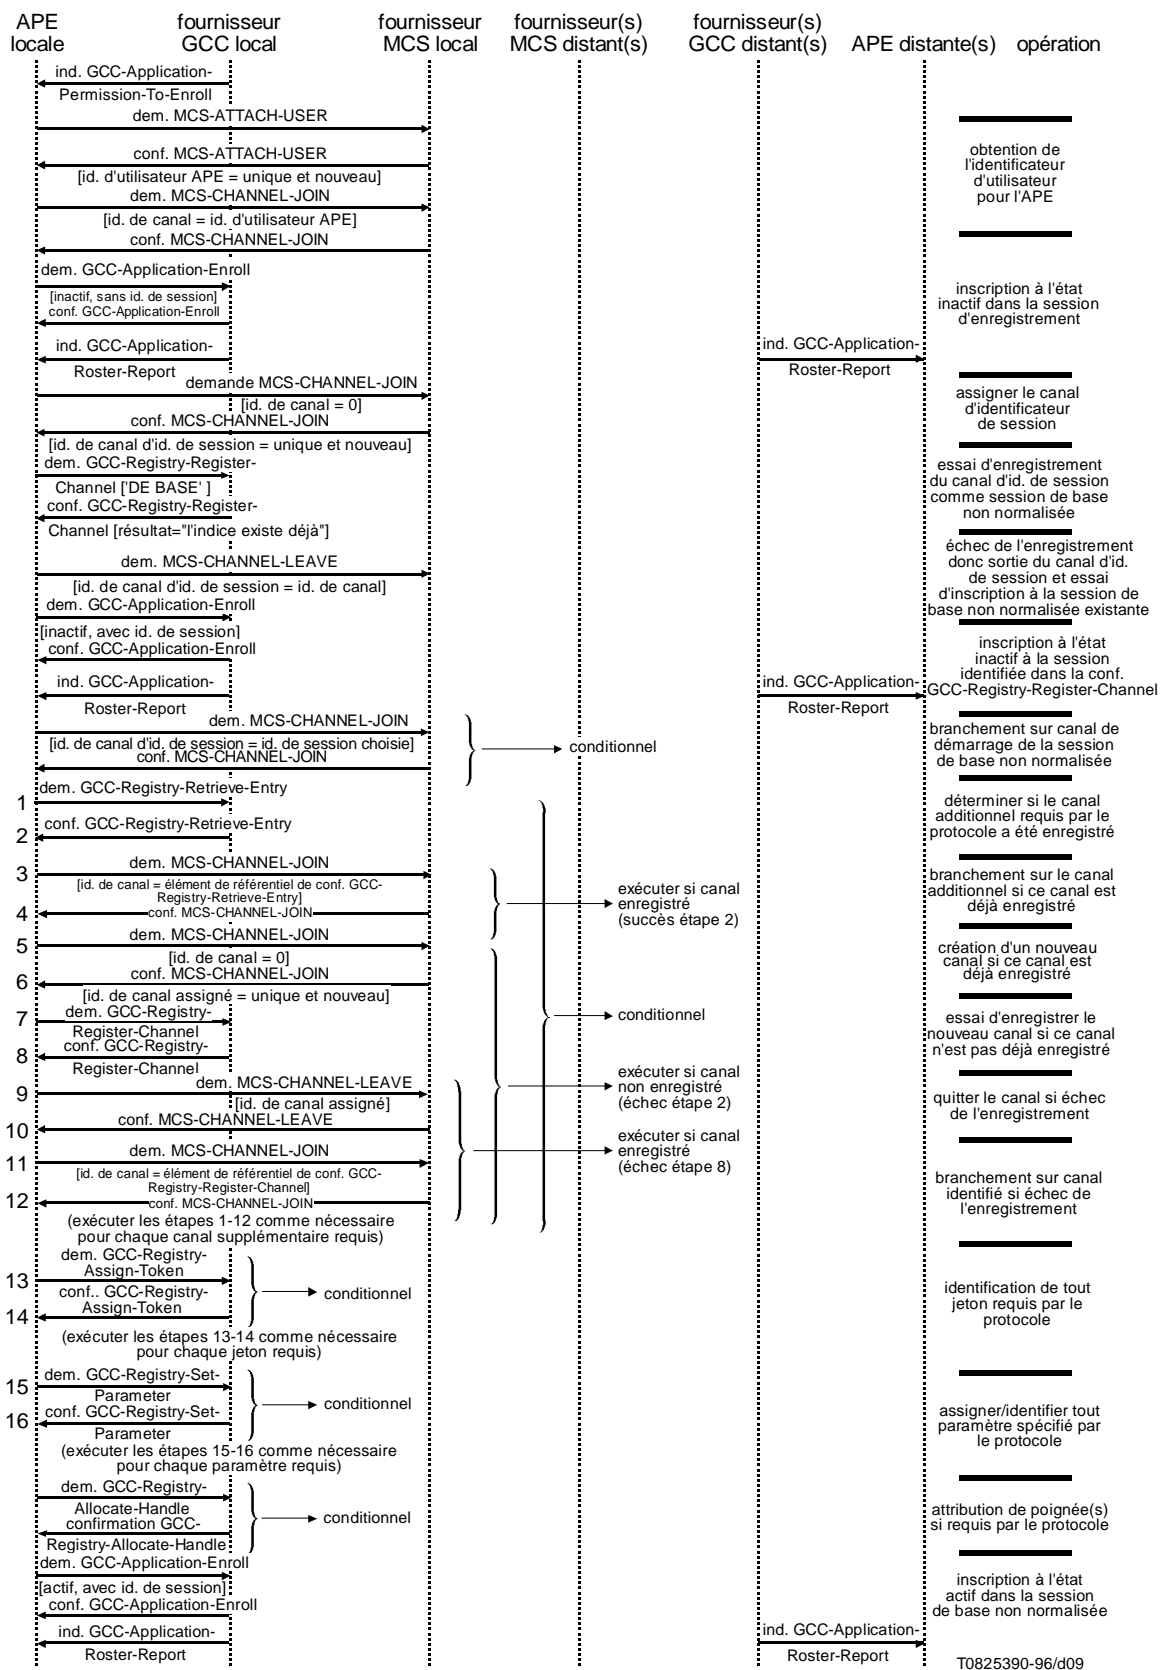 APE locale
fournisseur GCC local
fournisseur MCS local
fournisseur(s) MCS distant(s)
fournisseur(s) GCC distant(s)
APE distante(s)
opération
ind. GCC-Application-
Permission-To-Enroll
dem. MCS-ATTACH-USER
conf. MCS-ATTACH-USER
[id. d'utilisateur APE = unique et nouveau]
dem. MCS-CHANNEL-JOIN
[id. de canal = id. d'utilisateur APE]
conf. MCS-CHANNEL-JOIN
obtention de
l'identificateur
d'utilisateur
pour l'APE
dem. GCC-Application-Enroll
[inactif, sans id. de session]
conf. GCC-Application-Enroll
inscription à l'état
inactif dans la session
d'enregistrement
ind. GCC-Application-
Roster-Report
ind. GCC-Application-
Roster-Report
demande MCS-CHANNEL-JOIN
[id. de canal = 0]
conf. MCS-CHANNEL-JOIN
[id. de canal d'id. de session = unique et nouveau]
assigner le canal
d'identificateur
de session
dem. GCC-Registry-Register-
Channel ['DE BASE' ]
conf. GCC-Registry-Register-
Channel [résultat="l'indice existe déjà"]
essai d'enregistrement
du canal d'id. de session
comme session de base
non normalisée
dem. MCS-CHANNEL-LEAVE
[id. de canal d'id. de session = id. de canal]
dem. GCC-Application-Enroll
échec de l'enregistrement
donc sortie du canal d'id.
de session et essai
d'inscription à la session de
base non normalisée existante
[inactif, avec id. de session]
conf. GCC-Application-Enroll
ind. GCC-Application-
Roster-Report
ind. GCC-Application-
Roster-Report
inscription à l'état
inactif à la session
identifiée dans la conf.
GCC-Registry-Register-Channel
dem. MCS-CHANNEL-JOIN
[id. de canal d'id. de session = id. de session choisie]
conf. MCS-CHANNEL-JOIN
conditionnel
branchement sur canal de
démarrage de la session
de base non normalisée
dem. GCC-Registry-Retrieve-Entry
1
conf. GCC-Registry-Retrieve-Entry
2
déterminer si le canal
additionnel requis par le
protocole a été enregistré
dem. MCS-CHANNEL-JOIN
3
[id. de canal = élément de référentiel de conf. GCC-
Registry-Retrieve-Entry]
4
conf. MCS-CHANNEL-JOIN
exécuter si canal
enregistré
(succès étape 2)
branchement sur le canal
additionnel si ce canal est
déjà enregistré
dem. MCS-CHANNEL-JOIN
5
[id. de canal = 0]
conf. MCS-CHANNEL-JOIN
6
[id. de canal assigné = unique et nouveau]
création d'un nouveau
canal si ce canal est
déjà enregistré
dem. GCC-Registry-
7
Register-Channel
conf. GCC-Registry-
8
Register-Channel
conditionnel
essai d'enregistrer le
nouveau canal si ce canal
n'est pas déjà enregistré
dem. MCS-CHANNEL-LEAVE
9
[id. de canal assigné]
conf. MCS-CHANNEL-LEAVE
10
exécuter si canal
non enregistré
(échec étape 2)
quitter le canal si échec
de l'enregistrement
dem. MCS-CHANNEL-JOIN
11
[id. de canal = élément de référentiel de conf. GCC-
Registry-Register-Channel]
12
conf. MCS-CHANNEL-JOIN
exécuter si canal
enregistré
(échec étape 8)
branchement sur canal
identifié si échec de
l'enregistrement
(exécuter les étapes 1-12 comme nécessaire
pour chaque canal supplémentaire requis)
dem. GCC-Registry-
Assign-Token
13
conf.. GCC-Registry-
Assign-Token
14
conditionnel
identification de tout
jeton requis par le
protocole
(exécuter les étapes 13-14 comme nécessaire
pour chaque jeton requis)
dem. GCC-Registry-Set-
15
Parameter
conf. GCC-Registry-Set-
16
Parameter
conditionnel
assigner/identifier tout
paramètre spécifié par
le protocole
(exécuter les étapes 15-16 comme nécessaire
pour chaque paramètre requis)
dem. GCC-Registry-
Allocate-Handle
confirmation GCC-
Registry-Allocate-Handle
conditionnel
attribution de poignée(s)
si requis par le protocole
dem. GCC-Application-Enroll
[actif, avec id. de session]
conf. GCC-Application-Enroll
inscription à l'état
actif dans la session
de base non normalisée
ind. GCC-Application-
Roster-Report
ind. GCC-Application-
Roster-Report
T0825390-96/d09